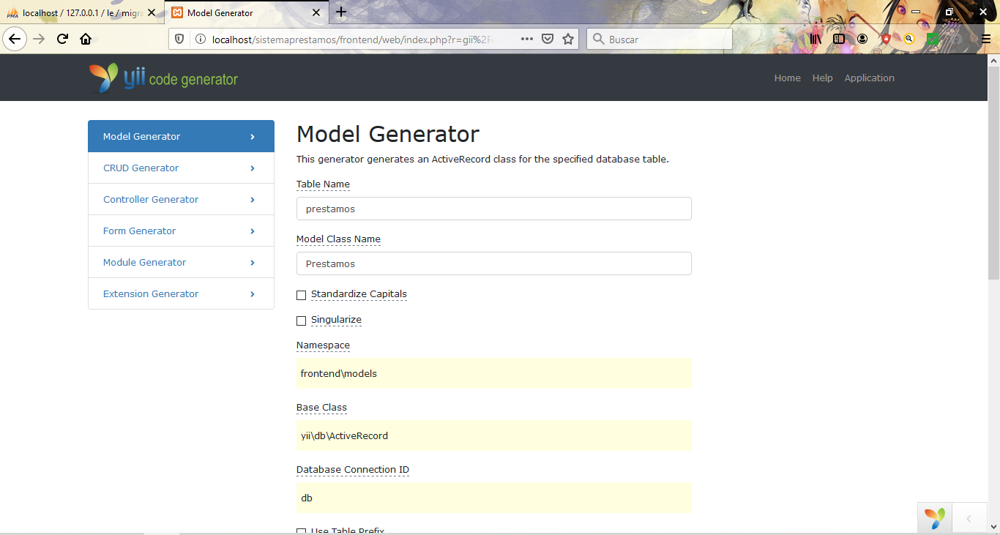 localhost / 127.0.0.1 / le / migra
Model Generator
localhost/sistemaprestamos/frontend/web/index.php?r=gii%2F
Buscar
yii code generator
Home Help Application
Model Generator
CRUD Generator
Controller Generator
Form Generator
Module Generator
Extension Generator
Model Generator
This generator generates an ActiveRecord class for the specified database table.
Table Name
prestamos
Model Class Name
Prestamos
Standardize Capitals
Singularize
Namespace
frontend\models
Base Class
yii\db\ActiveRecord
Database Connection ID
db
Use Table Prefix